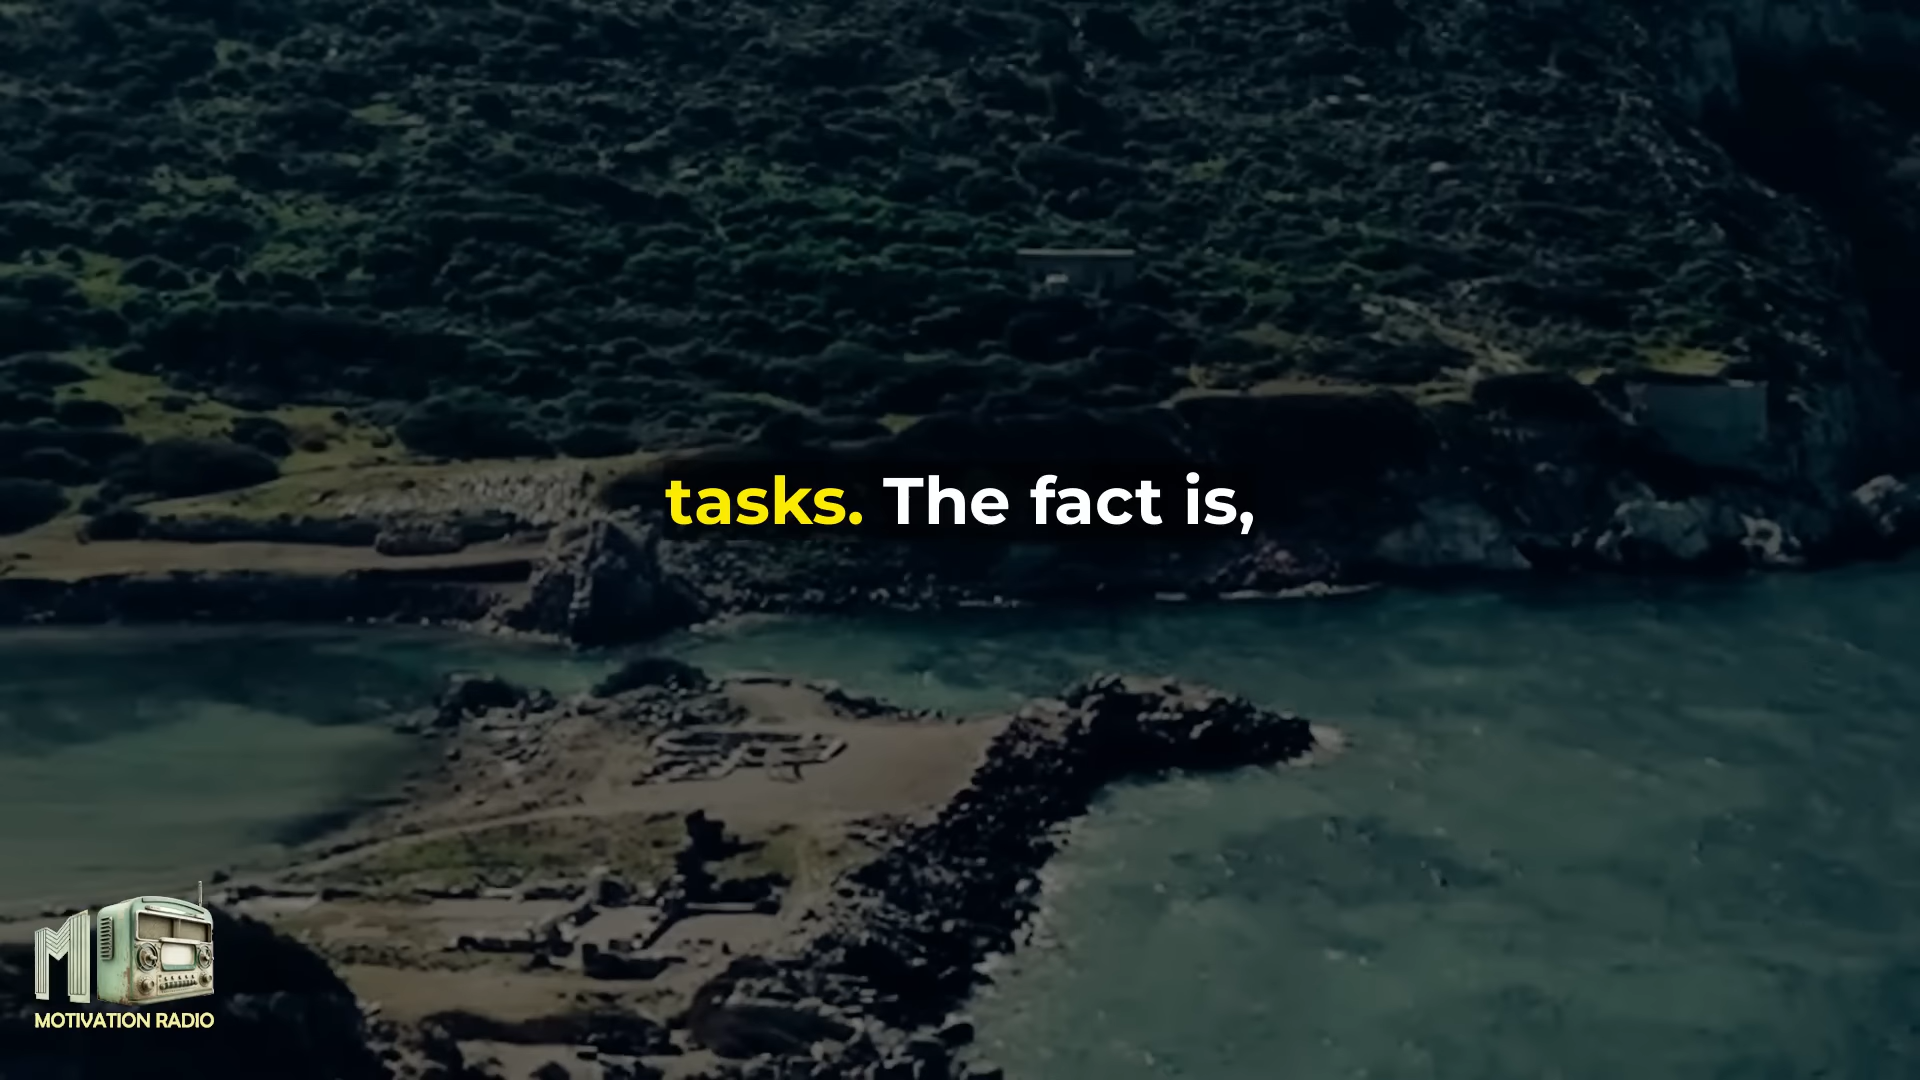 tasks. The fact is,
M
MOTIVATION RADIO